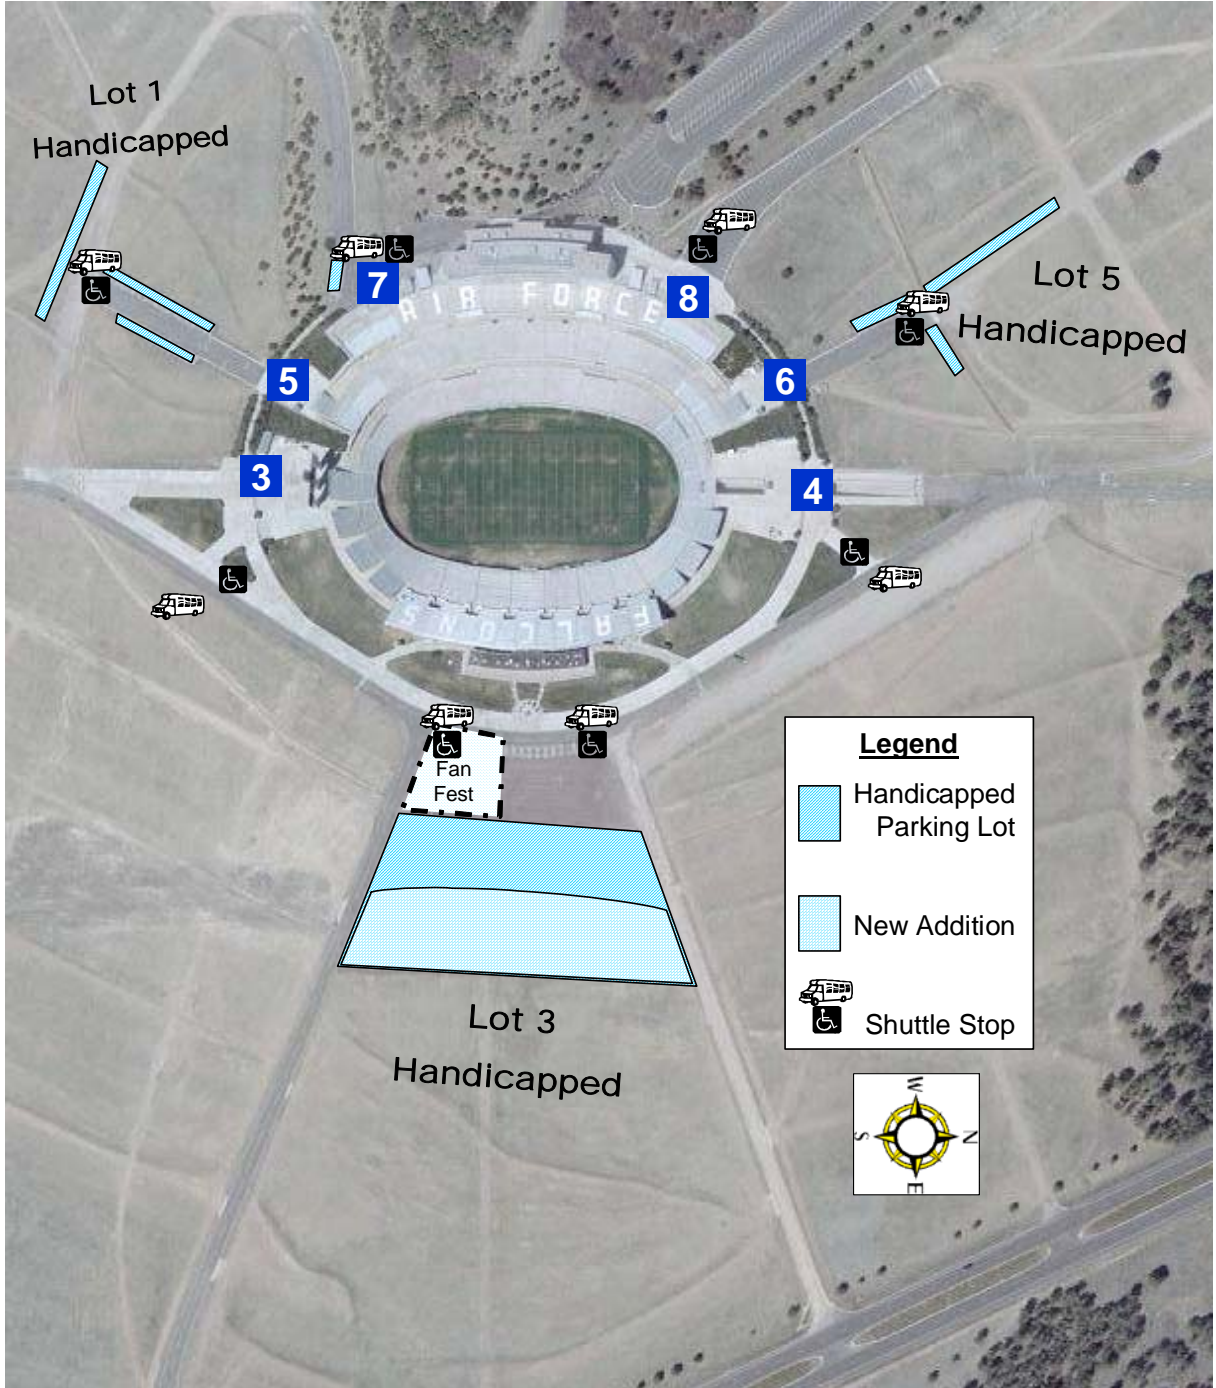 Lot 1
Handicapped
7
8
AIR FORCE
Lot 5
Handicapped
5
6
3
4
FALCONS
Fan
Fest
Lot 3
Handicapped
Legend
Handicapped
Parking Lot
New Addition
Shuttle Stop
W
S
N
E